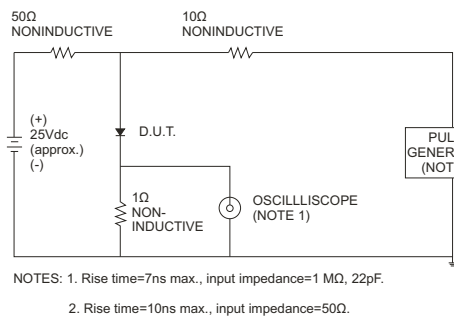 50Ω
NONINDUCTIVE
10Ω
NONINDUCTIVE
(+)
25Vdc
(approx.)
(-)
D.U.T.
1Ω
NON-
INDUCTIVE
OSCILLLISCOPE
(NOTE 1)
PUL
GENER
(NOT
NOTES: 1. Rise time=7ns max., input impedance=1 MΩ, 22pF.
2. Rise time=10ns max., input impedance=50Ω.